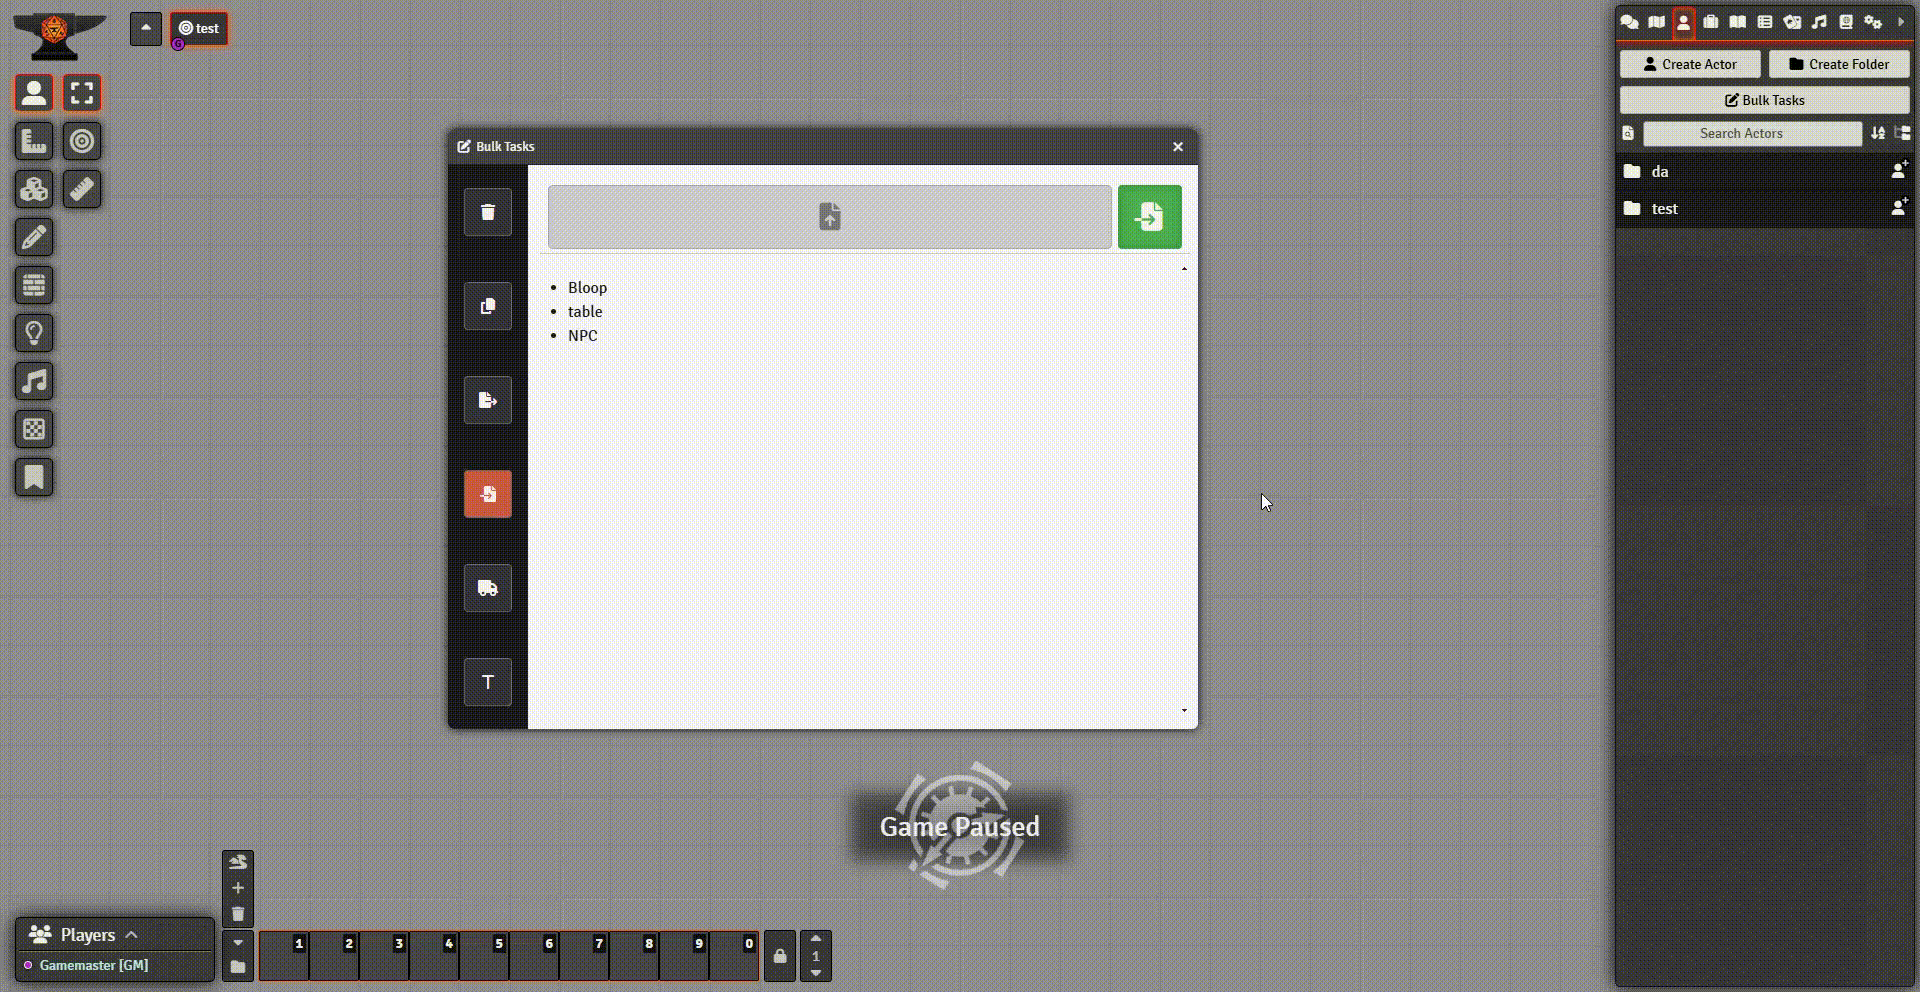 test
G
Create Actor
Create Folder
Bulk Tasks
Search Actors
da
test
Bulk Tasks
Bloop
table
NPC
T
Game Paused
Players
Gamemaster [GM]
1 2 3 4 5 6 7 8 9 0
1